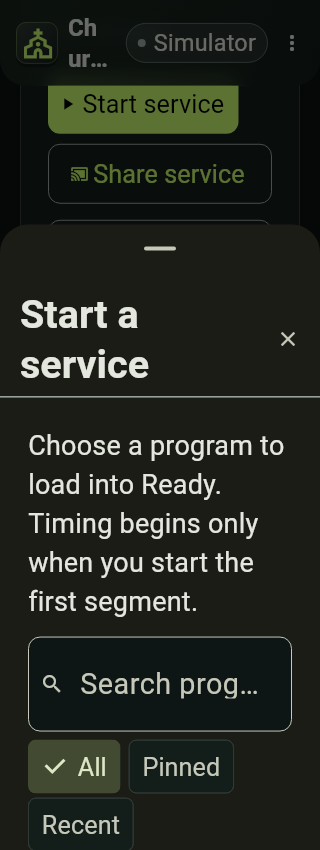 Ch
ur…
Simulator
Start service
Share service
Start a
service
Choose a program to
load into Ready.
Timing begins only
when you start the
first segment.
Search prog…
All
Pinned
Recent